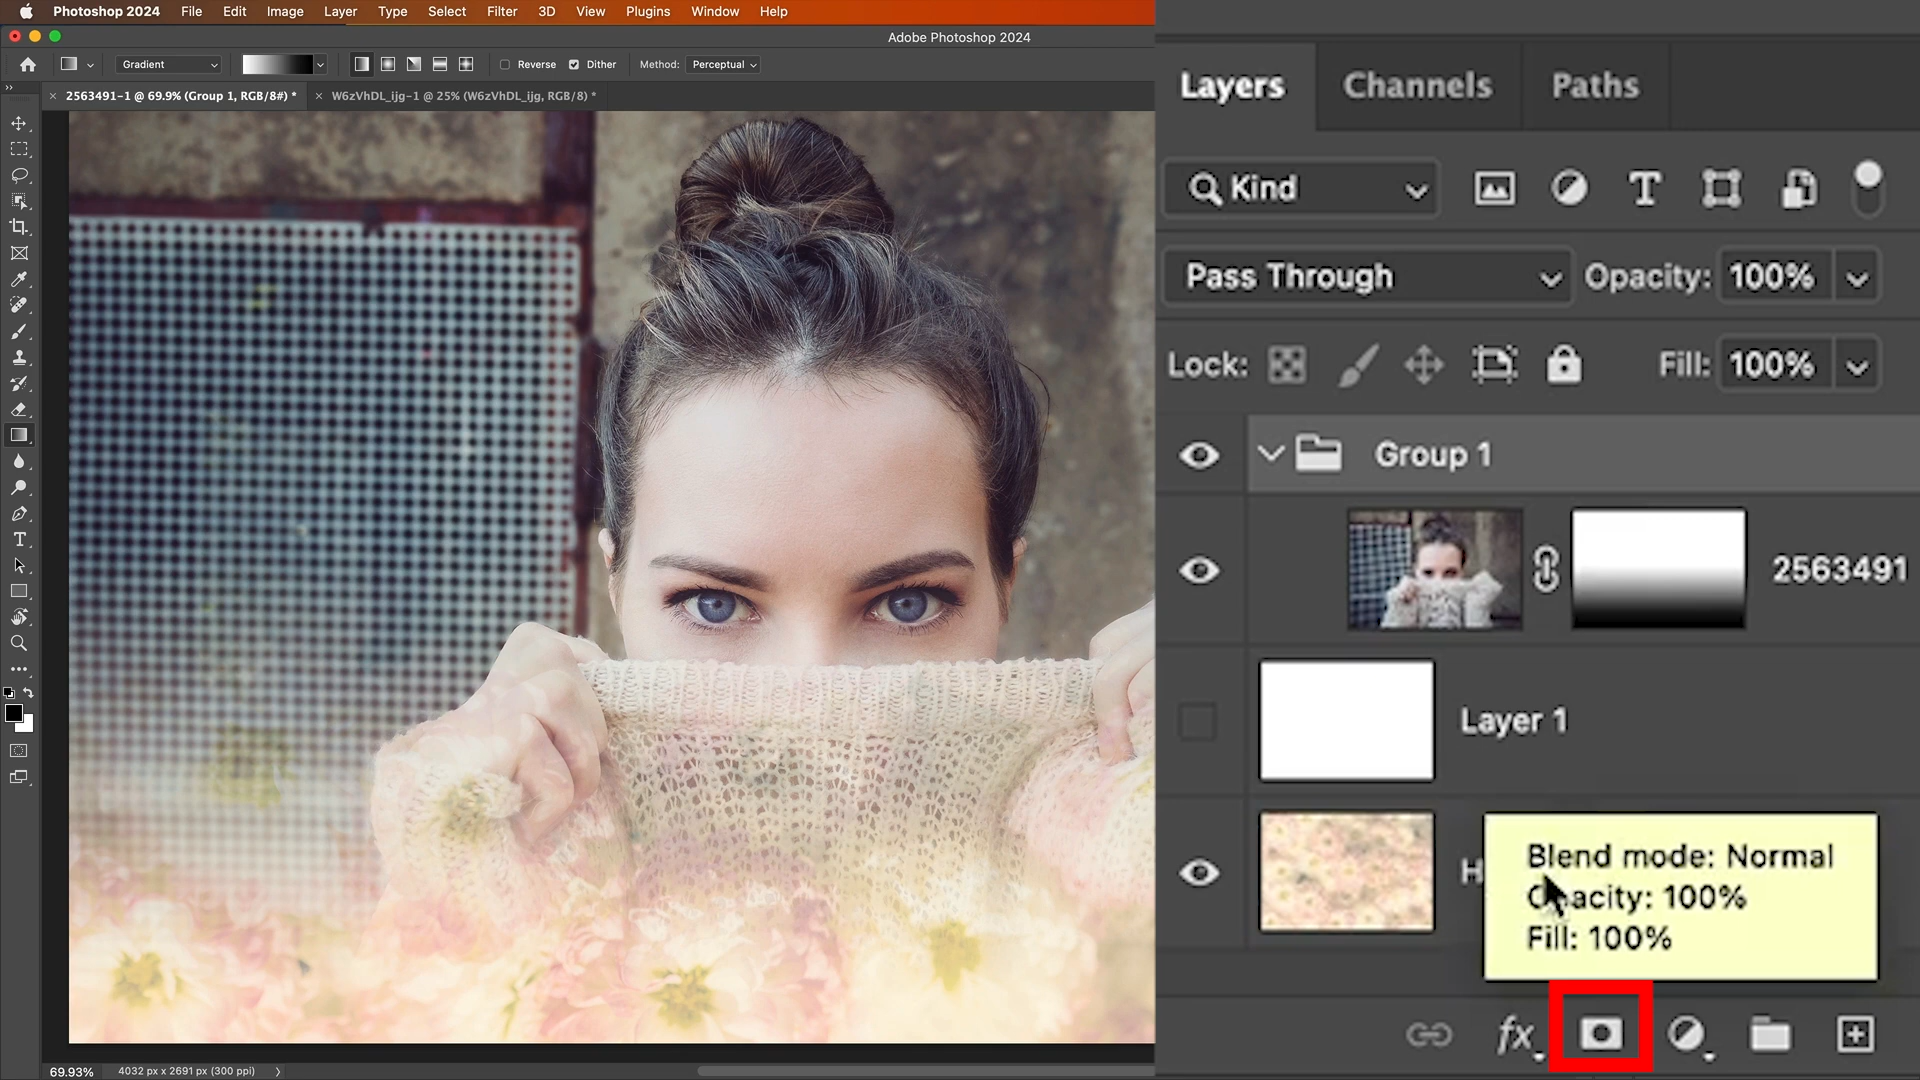 Photoshop 2024 File Edit Image Layer Type Select Filter 3D View Plugins Window Help
Adobe Photoshop 2024
Gradient Reverse Dither Method: Perceptual
2563491-1 @ 69.9% (Group 1, RGB/8#) * W6zVhDL_ijg-1 @ 25% (W6zVhDL_ijg, RGB/8) *
69.93% 4032 px x 2691 px (300 ppi)
Layers Channels Paths
Kind
Pass Through Opacity: 100%
Lock: Fill: 100%
Group 1
2563491
Layer 1
H
Blend mode: Normal
Opacity: 100%
Fill: 100%
fx